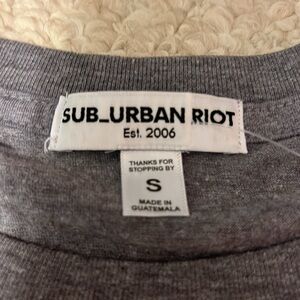 SUB_URBAN RIOT
Est. 2006
THANKS FOR
STOPPING BY
S
MADE IN
GUATEMALA